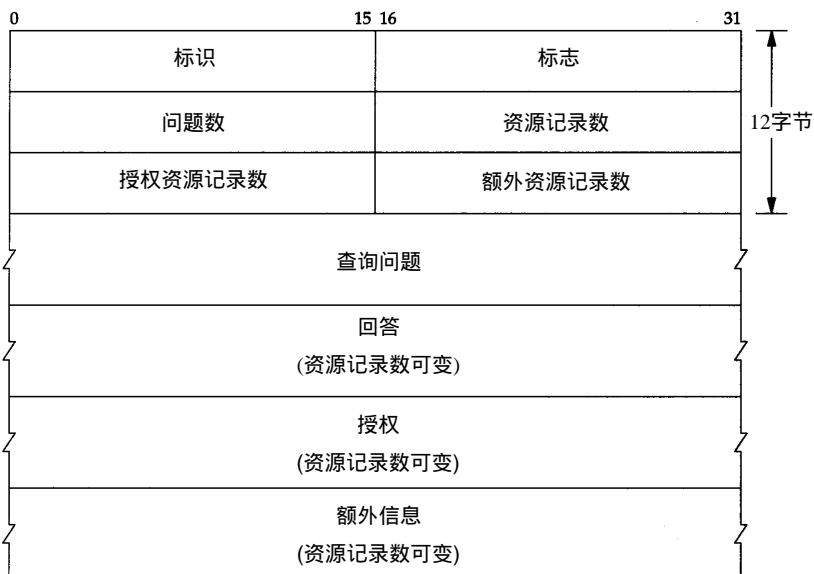 0 15 16 31
标识 标志
问题数 资源记录数 12字节
授权资源记录数 额外资源记录数
查询问题
回答
(资源记录数可变)
授权
(资源记录数可变)
额外信息
(资源记录数可变)